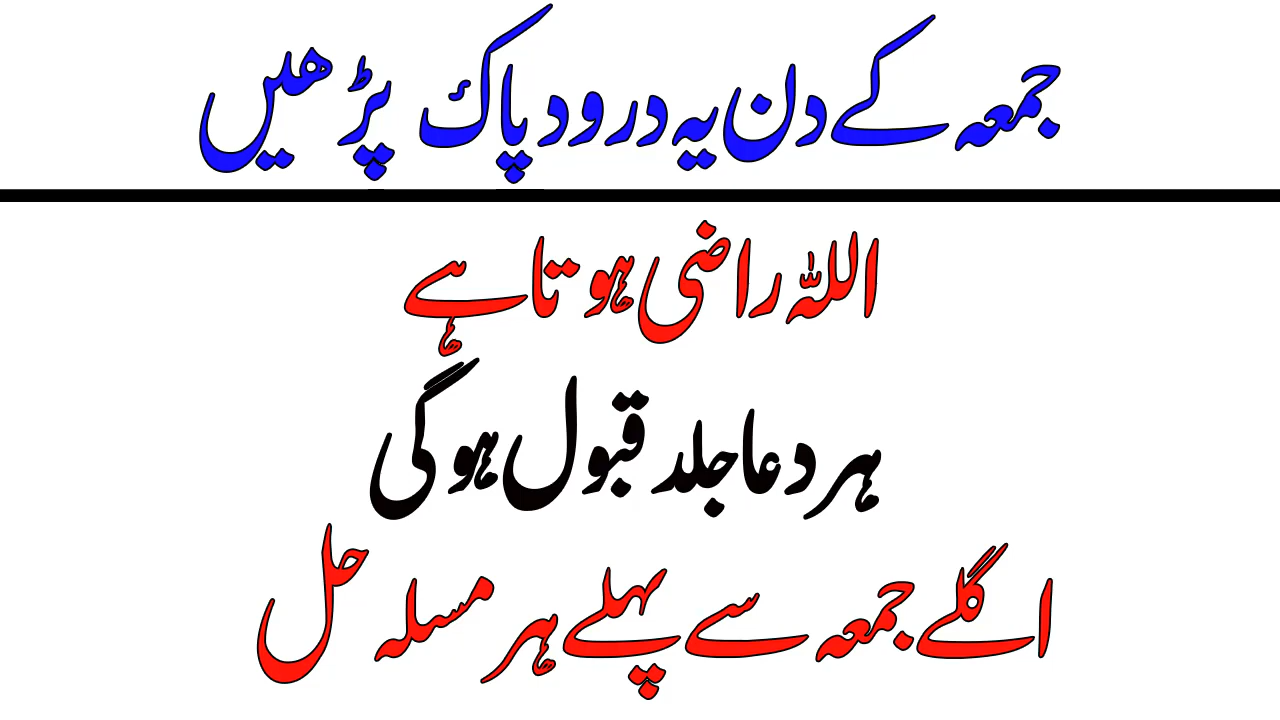 جمعہ کے دن یہ درود پاک پڑھیں
اللہ راضی ہوتا ہے
ہر دعا جلد قبول ہوگی
اگلے جمعہ سے پہلے ہر مسلہ حل